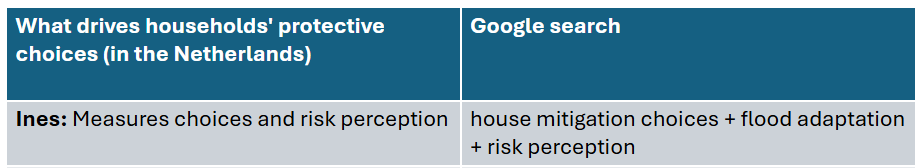 What drives households' protective
choices (in the Netherlands)
Google search
Ines: Measures choices and risk perception
house mitigation choices + flood adaptation
+ risk perception